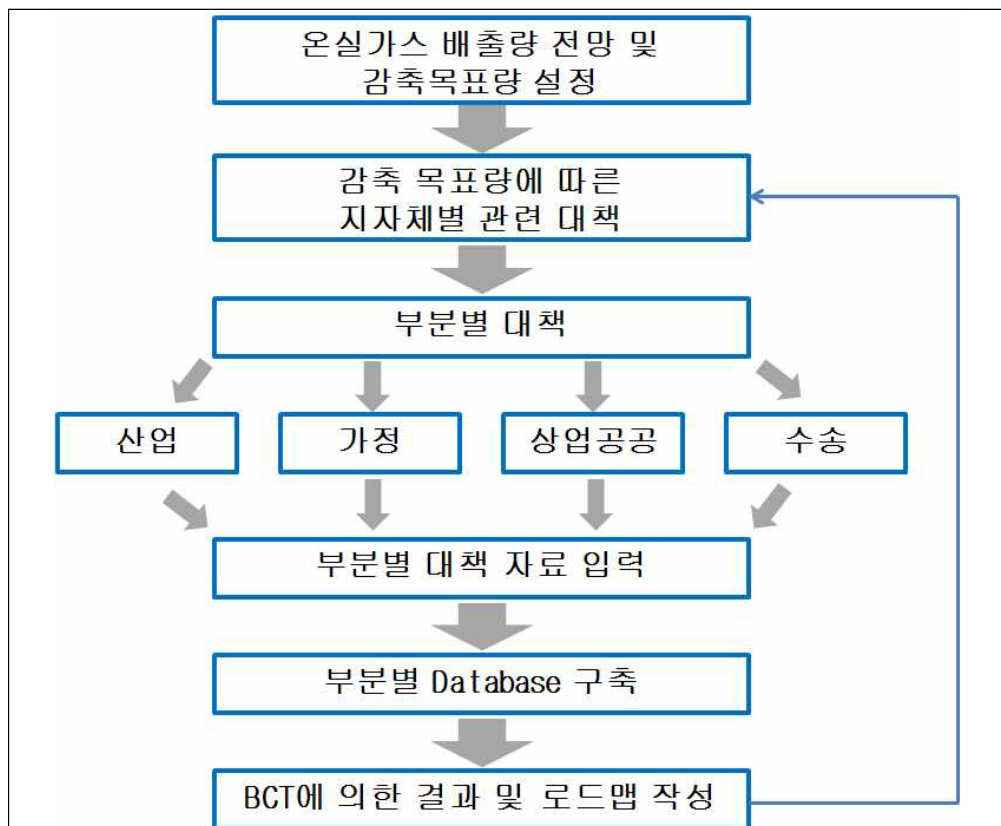 온실가스 배출량 전망 및
감축목표량 설정
감축 목표량에 따른
지자체별 관련 대책
부분별 대책
산업
가정
상업공공
수송
부분별 대책 자료 입력
부분별 Database 구축
BCT에 의한 결과 및 로드맵 작성